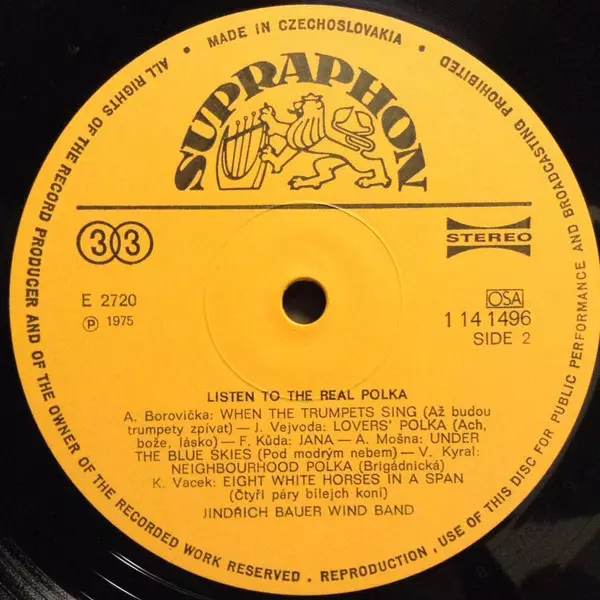 • MADE IN CZECHOSLOVAKIA •
ALL RIGHTS OF THE RECORD PRODUCER AND OF THE OWNER OF THE RECORDED WORK RESERVED . REPRODUCTION , USE OF THIS DISC FOR PUBLIC PERFORMANCE AND BROADCASTING PROHIBITED
SUPRAPHON
33
STEREO
E 2720
Ⓟ 1975
OSA
1 14 1496
SIDE 2
LISTEN TO THE REAL POLKA
A. Borovička: WHEN THE TRUMPETS SING (Až budou
trumpety zpívat) — J. Vejvoda: LOVERS' POLKA (Ach,
bože, lásko) — F. Kůda: JANA — A. Mošna: UNDER
THE BLUE SKIES (Pod modrým nebem) — V. Kyral:
NEIGHBOURHOOD POLKA (Brigádnická)
K. Vacek: EIGHT WHITE HORSES IN A SPAN
(Čtyři páry bílejch koní)
JINDŘICH BAUER WIND BAND